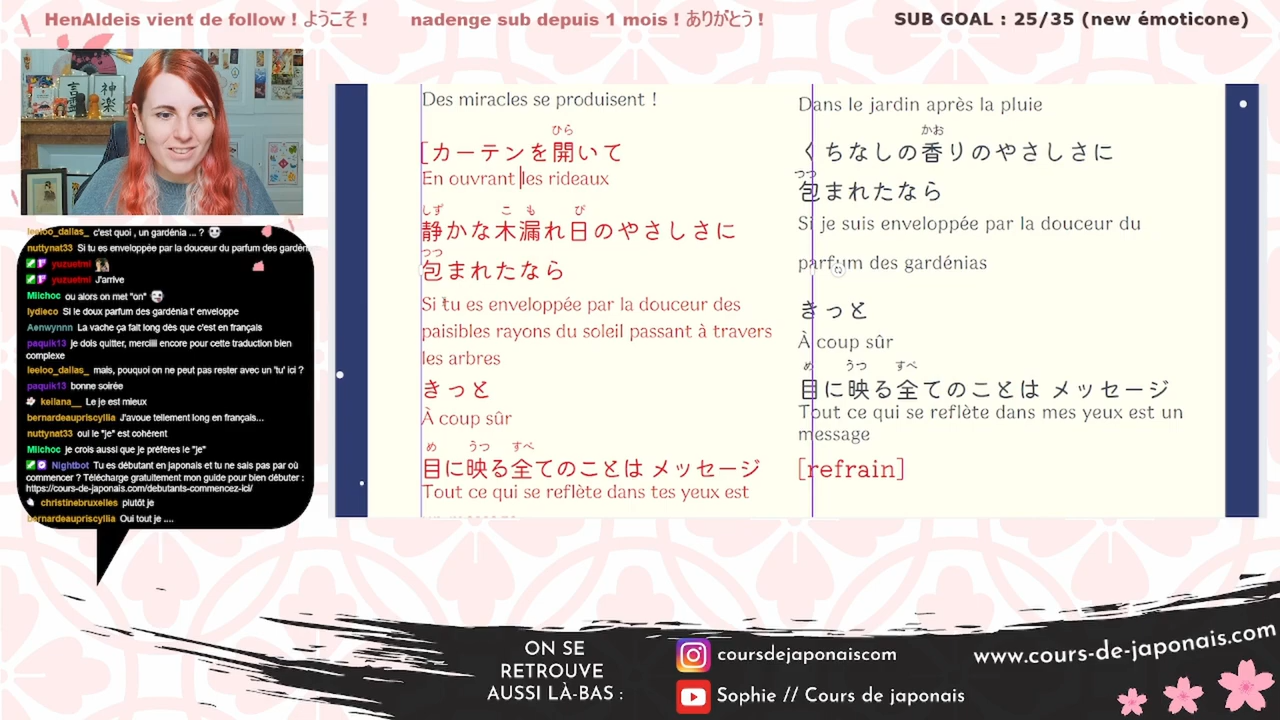 HenAldeis vient de follow ! ようこそ !
nadenge sub depuis 1 mois ! ありがとう !
SUB GOAL : 25/35 (new émoticone)
言
神楽
leeloo_dallas_ c'est quoi , un gardénia ... ?
nuttynat33 Si tu es enveloppée par la douceur du parfum des gardén
yuzuetmi
yuzuetmi J'arrive
Miichoc ou alors on met "on"
lydieco Si le doux parfum des gardénia t' enveloppe
Aenwynnn La vache ça fait long dès que c'est en français
paquik13 je dois quitter, merciiii encore pour cette traduction bien
complexe
leeloo_dallas_ mais, pouquoi on ne peut pas rester avec un 'tu' ici ?
paquik13 bonne soirée
keilana__ Le je est mieux
bernardeaupriscyllia J'avoue tellement long en français...
nuttynat33 oui le "je" est cohérent
Miichoc je crois aussi que je préfères le "je"
Nightbot Tu es débutant en japonais et tu ne sais pas par où
commencer ? Télécharge gratuitement mon guide pour bien débuter :
https://cours-de-japonais.com/debutants-commencez-ici/
christinebruxelles plutôt je
bernardeaupriscyllia Oui tout je ....
Des miracles se produisent !
ひら
[カーテンを開いて
En ouvrant les rideaux
しず こ も び
静かな木漏れ日のやさしさに
つつ
包まれたなら
Si tu es enveloppée par la douceur des
paisibles rayons du soleil passant à travers
les arbres
きっと
À coup sûr
め うつ すべ
目に映る全てのことは メッセージ
Tout ce qui se reflète dans tes yeux est
Dans le jardin après la pluie
かお
くちなしの香りのやさしさに
つつ
包まれたなら
Si je suis enveloppée par la douceur du
parfum des gardénias
きっと
À coup sûr
め うつ すべ
目に映る全てのことは メッセージ
Tout ce qui se reflète dans mes yeux est un
message
[refrain]
ON SE
RETROUVE
AUSSI LÀ-BAS :
coursdejaponaiscom
Sophie // Cours de japonais
www.cours-de-japonais.com